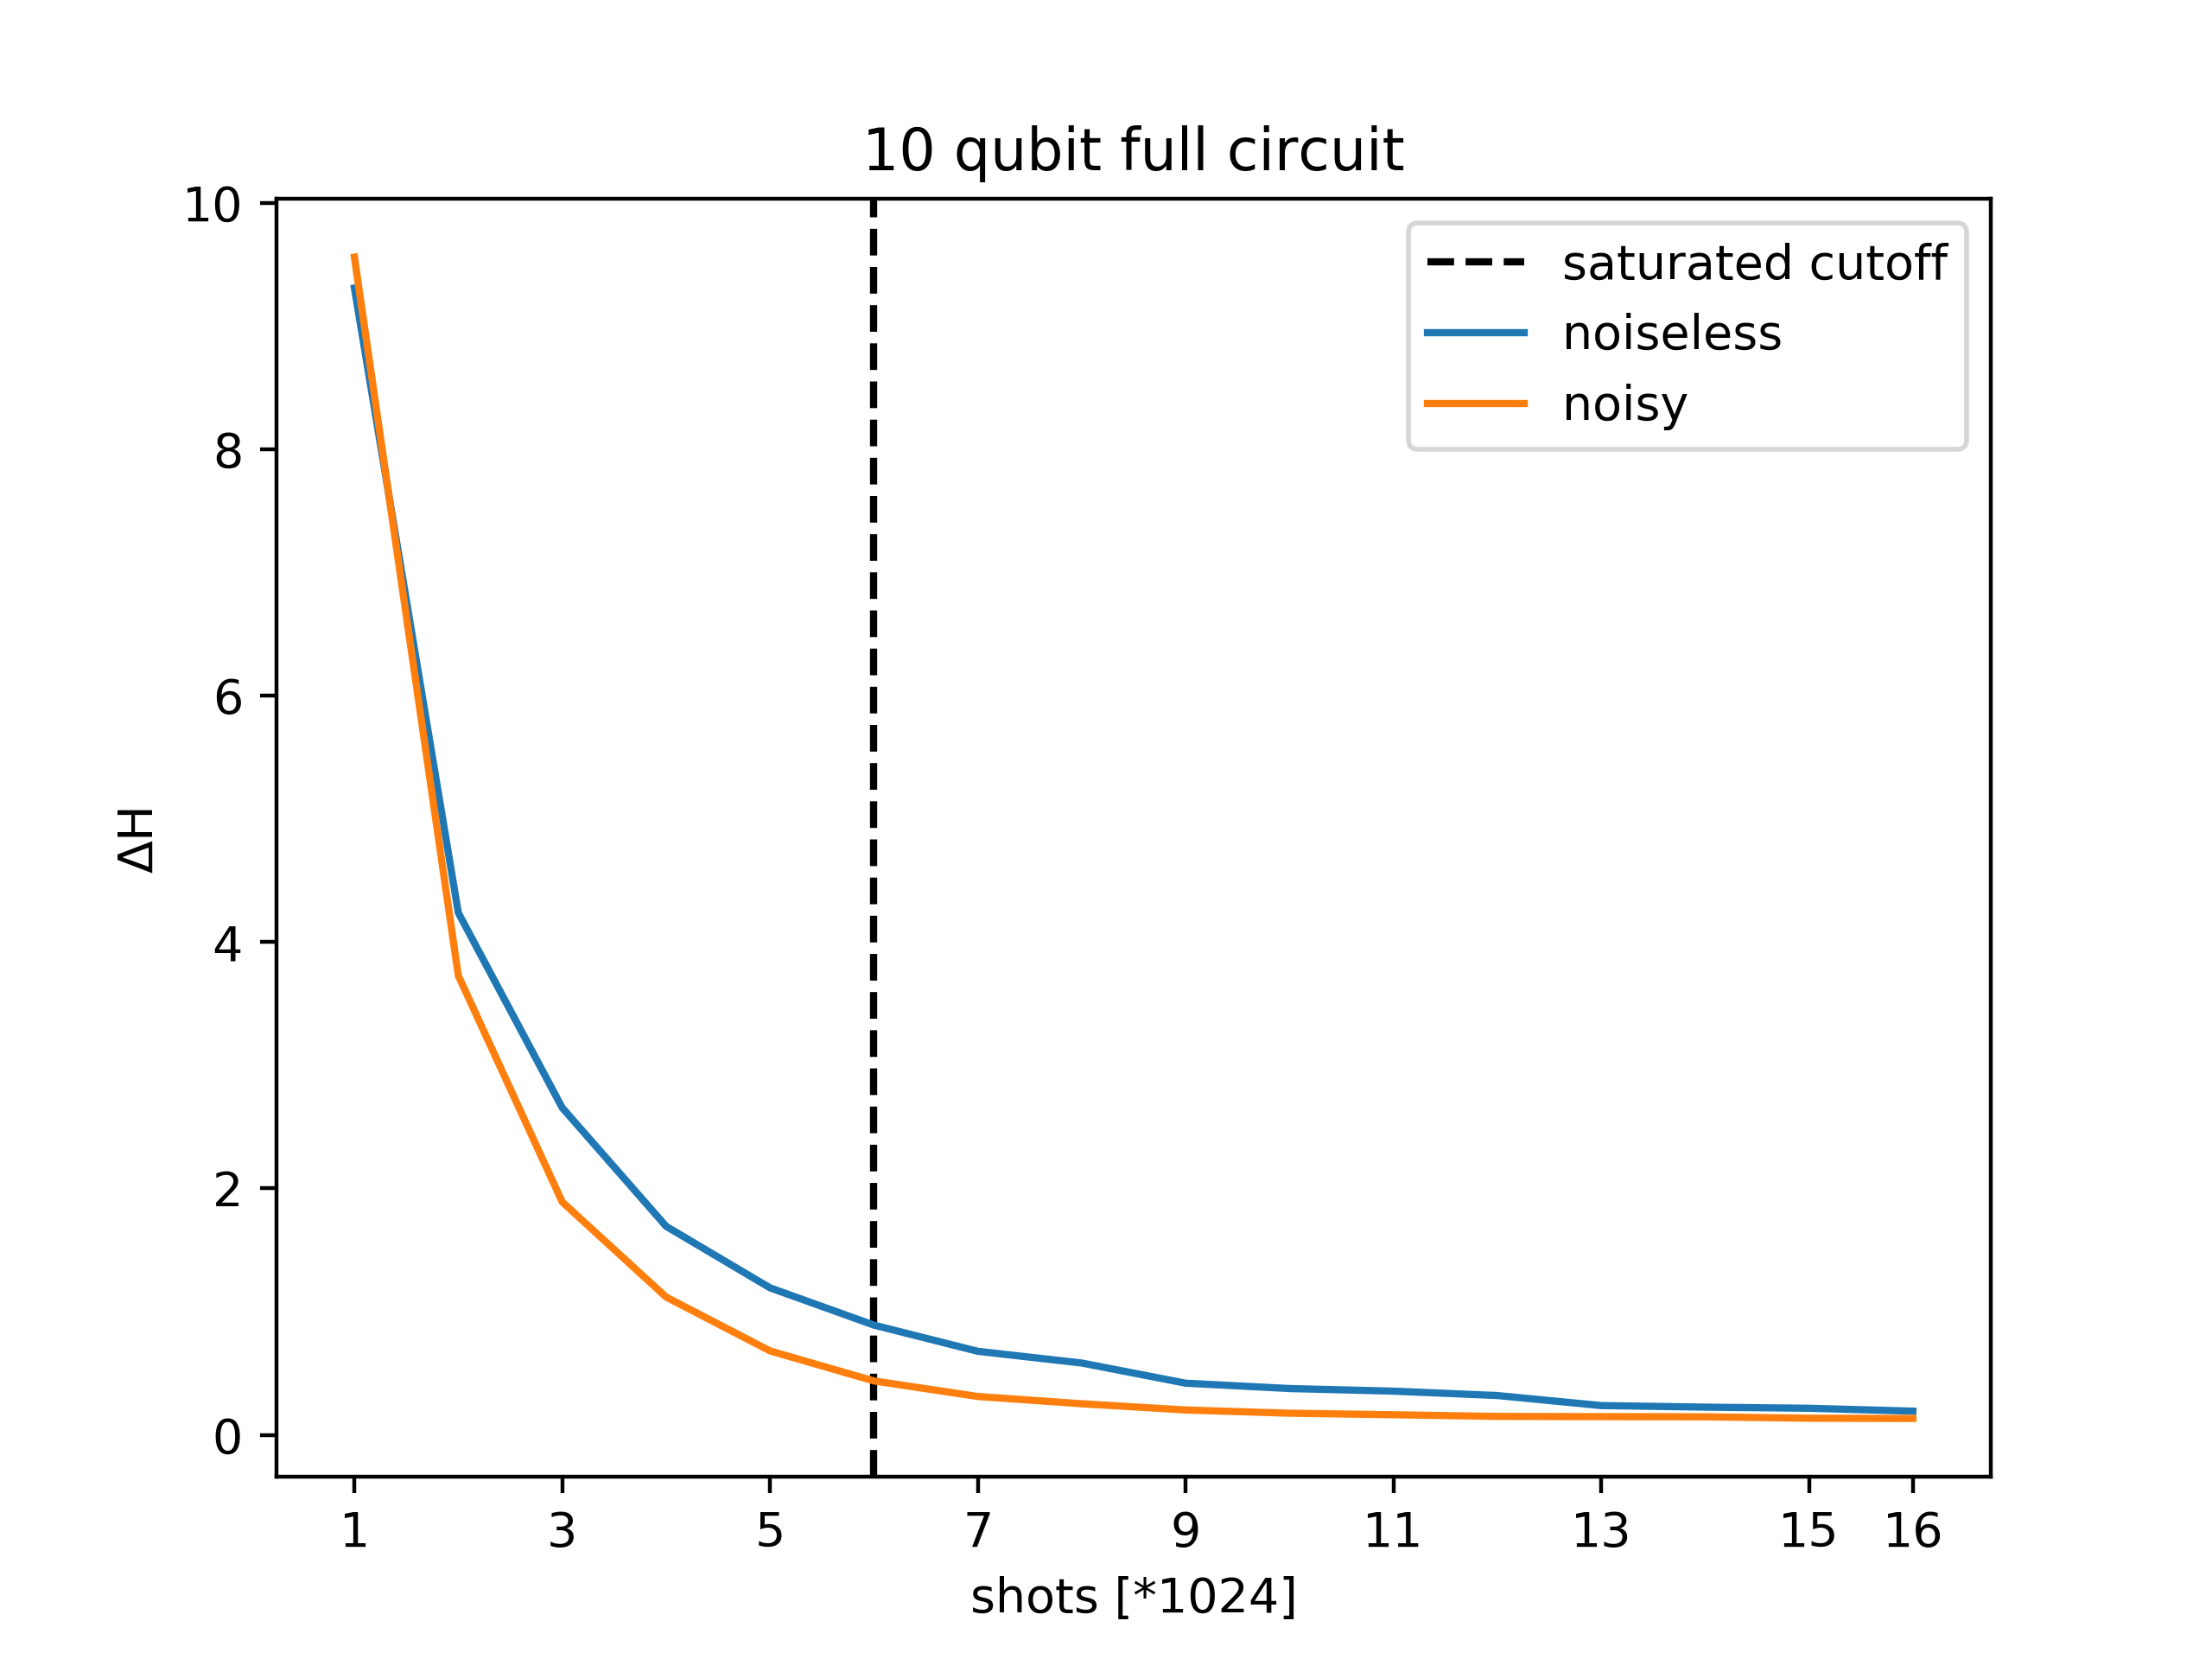 10 qubit full circuit
10
8
6
4
2
0
ΔH
saturated cutoff
noiseless
noisy
1 3 5 7 9 11 13 15 16
shots [*1024]